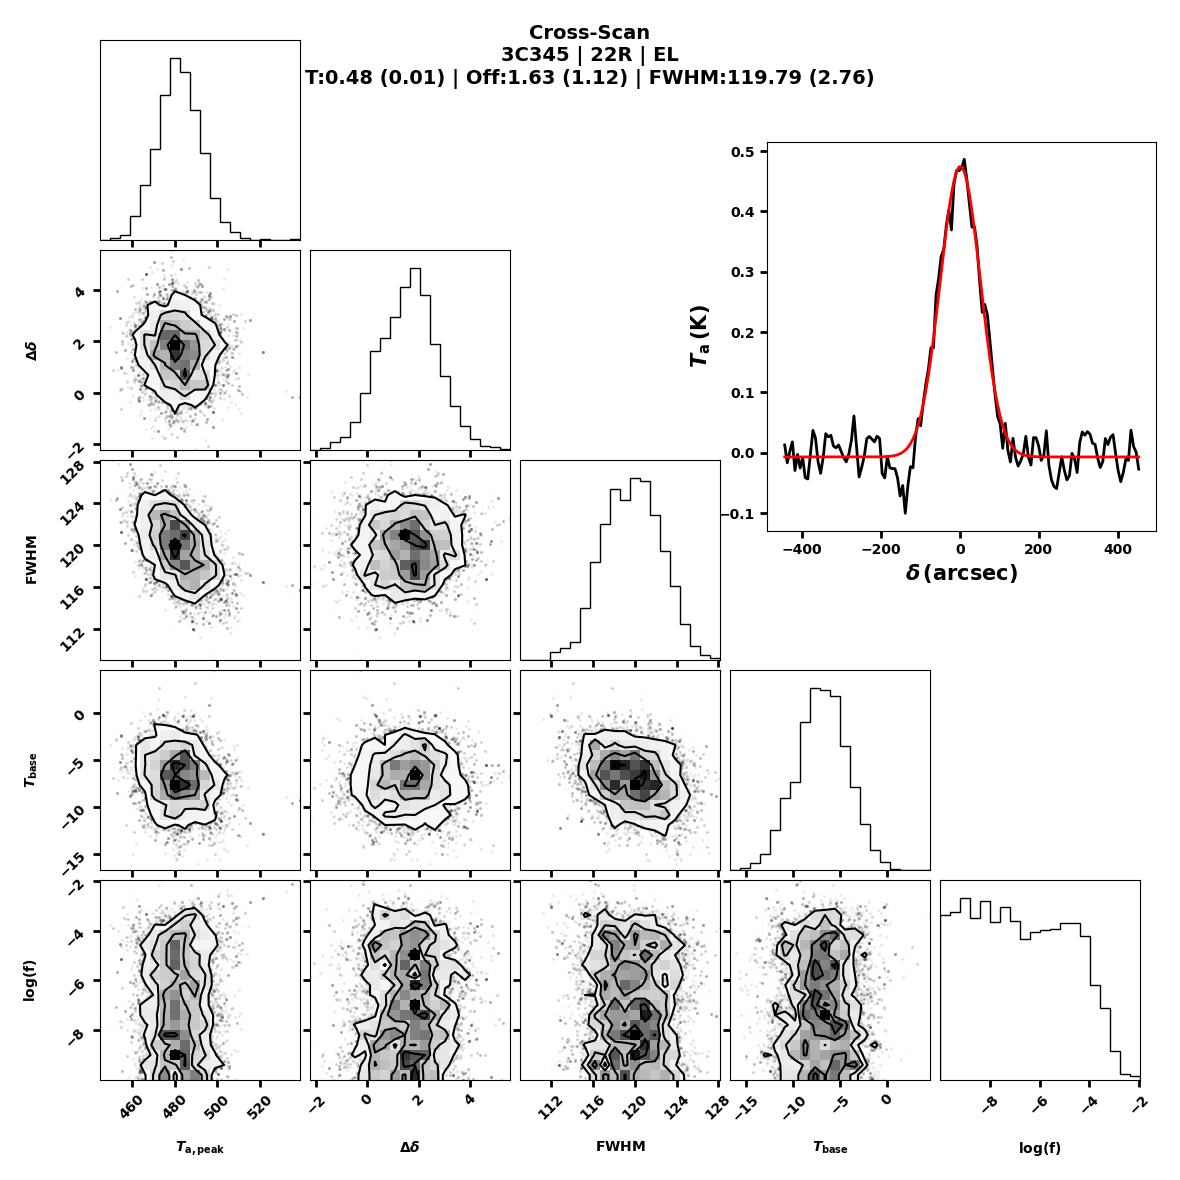 Cross-Scan
3C345 | 22R | EL
T:0.48 (0.01) | Off:1.63 (1.12) | FWHM:119.79 (2.76)
0.5
0.4
0.3
0.2
0.1
0.0
−0.1
T_a (K)
−400 −200 0 200 400
δ (arcsec)
4
2
0
−2
Δδ
128
124
120
116
112
FWHM
0
−5
−10
−15
T_base
−2
−4
−6
−8
log(f)
460 480 500 520
−2 0 2 4
112 116 120 124 128
−15 −10 −5 0
−8 −6 −4 −2
T_a, peak Δδ FWHM T_base log(f)